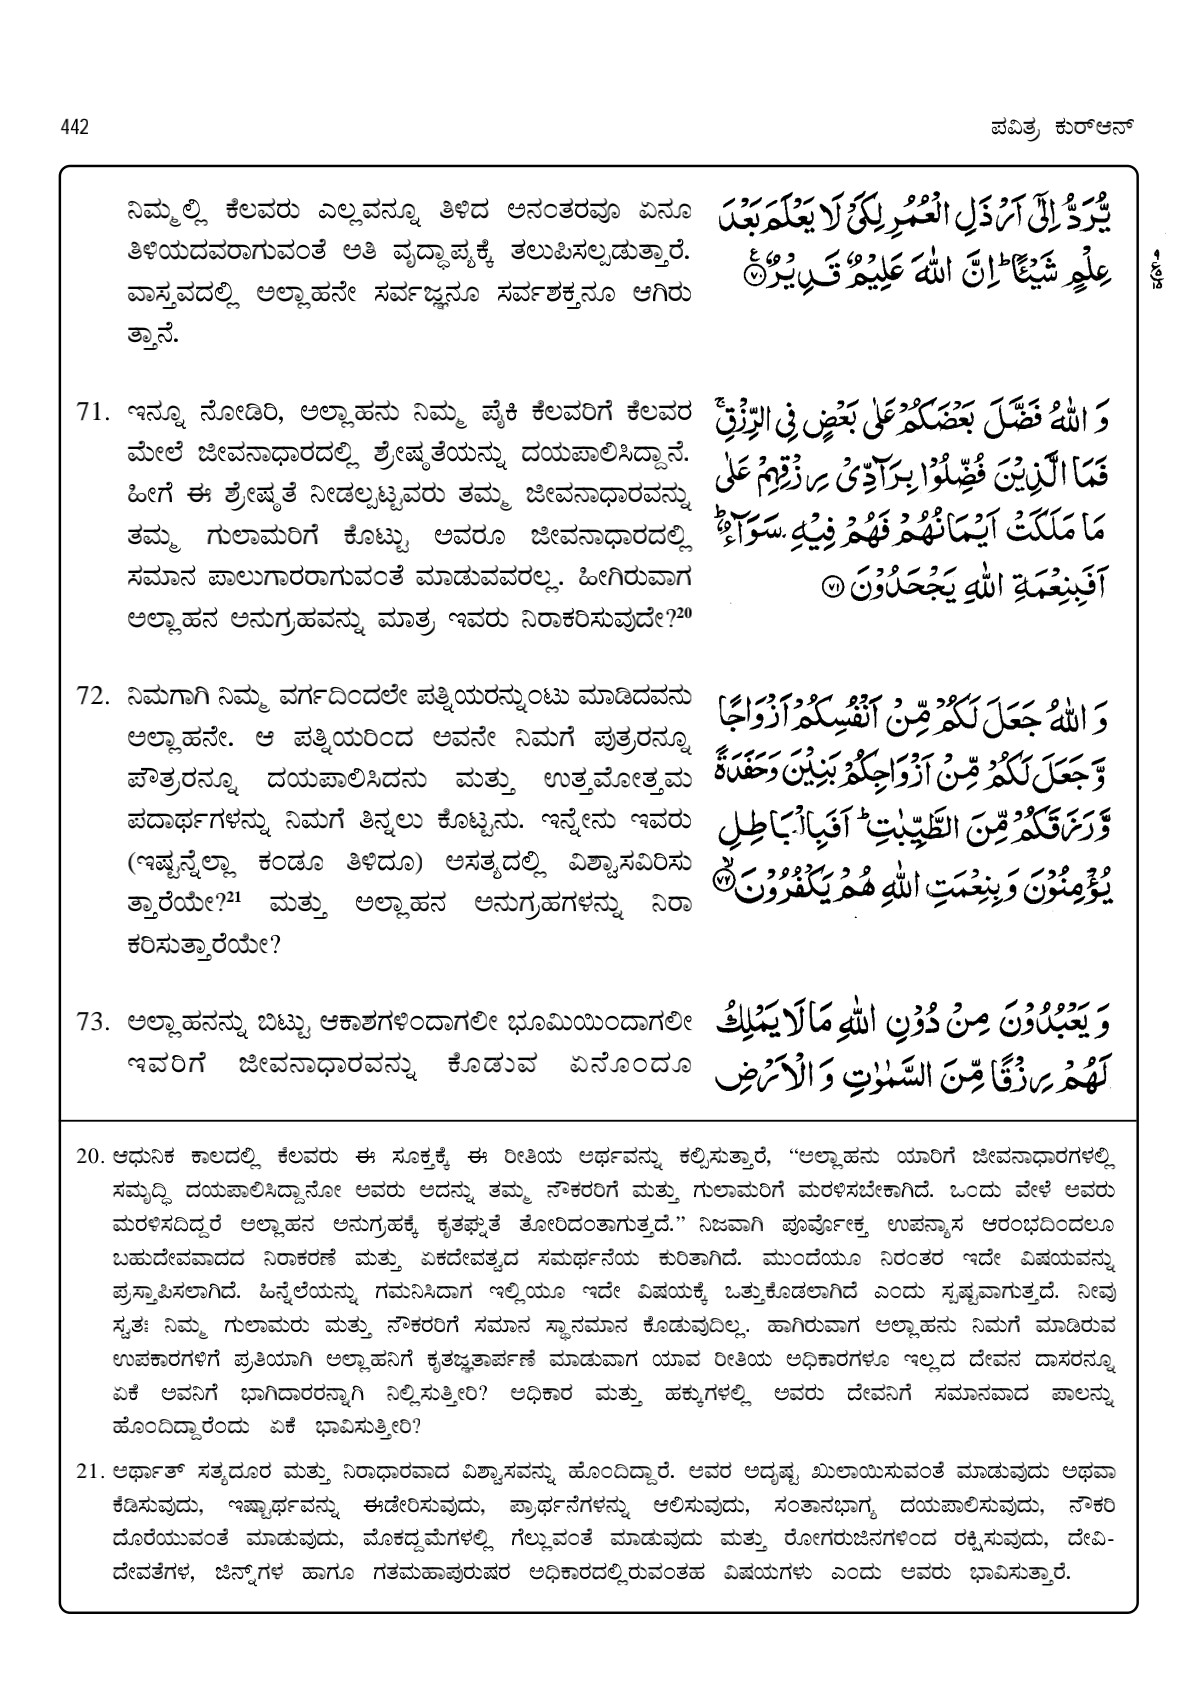 442
ಪವಿತ್ರ ಕುರ್‌ಆನ್
ನಿಮ್ಮಲ್ಲಿ ಕೆಲವರು ಎಲ್ಲವನ್ನೂ ತಿಳಿದ ಅನಂತರವೂ ಏನೂ
ತಿಳಿಯದವರಾಗುವಂತೆ ಅತಿ ವೃದ್ಧಾಪ್ಯಕ್ಕೆ ತಲುಪಿಸಲ್ಪಡುತ್ತಾರೆ.
ವಾಸ್ತವದಲ್ಲಿ ಅಲ್ಲಾಹನೇ ಸರ್ವಜ್ಞನೂ ಸರ್ವಶಕ್ತನೂ ಆಗಿರು
ತ್ತಾನೆ.
يُّرَدُّ اِلٰٓى اَرْذَلِ الْعُمُرِ لِكَىْ لَا يَعْلَمَ بَعْدَ
عِلْمٍ شَيْئًا ؕ اِنَّ اللّٰهَ عَلِيْمٌ قَدِيْرٌ ﴿۷۰﴾
71. ಇನ್ನೂ ನೋಡಿರಿ, ಅಲ್ಲಾಹನು ನಿಮ್ಮ ಪೈಕಿ ಕೆಲವರಿಗೆ ಕೆಲವರ
ಮೇಲೆ ಜೀವನಾಧಾರದಲ್ಲಿ ಶ್ರೇಷ್ಠತೆಯನ್ನು ದಯಪಾಲಿಸಿದ್ದಾನೆ.
ಹೀಗೆ ಈ ಶ್ರೇಷ್ಠತೆ ನೀಡಲ್ಪಟ್ಟವರು ತಮ್ಮ ಜೀವನಾಧಾರವನ್ನು
ತಮ್ಮ ಗುಲಾಮರಿಗೆ ಕೊಟ್ಟು ಅವರೂ ಜೀವನಾಧಾರದಲ್ಲಿ
ಸಮಾನ ಪಾಲುಗಾರರಾಗುವಂತೆ ಮಾಡುವವರಲ್ಲ. ಹೀಗಿರುವಾಗ
ಅಲ್ಲಾಹನ ಅನುಗ್ರಹವನ್ನು ಮಾತ್ರ ಇವರು ನಿರಾಕರಿಸುವುದೇ?20
وَ اللّٰهُ فَضَّلَ بَعْضَكُمْ عَلٰى بَعْضٍ فِى الرِّزْقِ ۚ
فَمَا الَّذِيْنَ فُضِّلُوْا بِرَآدِّىْ رِزْقِهِمْ عَلٰى
مَا مَلَكَتْ اَيْمَانُهُمْ فَهُمْ فِيْهِ سَوَآءٌ ؕ
اَفَبِنِعْمَةِ اللّٰهِ يَجْحَدُوْنَ ﴿۷۱﴾
72. ನಿಮಗಾಗಿ ನಿಮ್ಮ ವರ್ಗದಿಂದಲೇ ಪತ್ನಿಯರನ್ನುಂಟು ಮಾಡಿದವನು
ಅಲ್ಲಾಹನೇ. ಆ ಪತ್ನಿಯರಿಂದ ಅವನೇ ನಿಮಗೆ ಪುತ್ರರನ್ನೂ
ಪೌತ್ರರನ್ನೂ ದಯಪಾಲಿಸಿದನು ಮತ್ತು ಉತ್ತಮೋತ್ತಮ
ಪದಾರ್ಥಗಳನ್ನು ನಿಮಗೆ ತಿನ್ನಲು ಕೊಟ್ಟನು. ಇನ್ನೇನು ಇವರು
(ಇಷ್ಟನ್ನೆಲ್ಲಾ ಕಂಡೂ ತಿಳಿದೂ) ಅಸತ್ಯದಲ್ಲಿ ವಿಶ್ವಾಸವಿರಿಸು
ತ್ತಾರೆಯೇ?21 ಮತ್ತು ಅಲ್ಲಾಹನ ಅನುಗ್ರಹಗಳನ್ನು ನಿರಾ
ಕರಿಸುತ್ತಾರೆಯೇ?
وَ اللّٰهُ جَعَلَ لَكُمْ مِّنْ اَنْفُسِكُمْ اَزْوَاجًا
وَّ جَعَلَ لَكُمْ مِّنْ اَزْوَاجِكُمْ بَنِيْنَ وَحَفَدَةً
وَّرَزَقَكُمْ مِّنَ الطَّيِّبٰتِ ؕ اَفَبِالْبَاطِلِ
يُؤْمِنُوْنَ وَ بِنِعْمَتِ اللّٰهِ هُمْ يَكْفُرُوْنَ ۙ﴿۷۲﴾
73. ಅಲ್ಲಾಹನನ್ನು ಬಿಟ್ಟು ಆಕಾಶಗಳಿಂದಾಗಲೀ ಭೂಮಿಯಿಂದಾಗಲೀ
ಇವರಿಗೆ ಜೀವನಾಧಾರವನ್ನು ಕೊಡುವ ಏನೊಂದೂ
وَ يَعْبُدُوْنَ مِنْ دُوْنِ اللّٰهِ مَا لَا يَمْلِكُ
لَهُمْ رِزْقًا مِّنَ السَّمٰوٰتِ وَ الْاَرْضِ
20. ಆಧುನಿಕ ಕಾಲದಲ್ಲಿ ಕೆಲವರು ಈ ಸೂಕ್ತಕ್ಕೆ ಈ ರೀತಿಯ ಅರ್ಥವನ್ನು ಕಲ್ಪಿಸುತ್ತಾರೆ, “ಅಲ್ಲಾಹನು ಯಾರಿಗೆ ಜೀವನಾಧಾರಗಳಲ್ಲಿ
ಸಮೃದ್ಧಿ ದಯಪಾಲಿಸಿದ್ದಾನೋ ಅವರು ಅದನ್ನು ತಮ್ಮ ನೌಕರರಿಗೆ ಮತ್ತು ಗುಲಾಮರಿಗೆ ಮರಳಿಸಬೇಕಾಗಿದೆ. ಒಂದು ವೇಳೆ ಅವರು
ಮರಳಿಸದಿದ್ದರೆ ಅಲ್ಲಾಹನ ಅನುಗ್ರಹಕ್ಕೆ ಕೃತಘ್ನತೆ ತೋರಿದಂತಾಗುತ್ತದೆ.” ನಿಜವಾಗಿ ಪೂರ್ವೋಕ್ತ ಉಪನ್ಯಾಸ ಆರಂಭದಿಂದಲೂ
ಬಹುದೇವವಾದದ ನಿರಾಕರಣೆ ಮತ್ತು ಏಕದೇವತ್ವದ ಸಮರ್ಥನೆಯ ಕುರಿತಾಗಿದೆ. ಮುಂದೆಯೂ ನಿರಂತರ ಇದೇ ವಿಷಯವನ್ನು
ಪ್ರಸ್ತಾಪಿಸಲಾಗಿದೆ. ಹಿನ್ನೆಲೆಯನ್ನು ಗಮನಿಸಿದಾಗ ಇಲ್ಲಿಯೂ ಇದೇ ವಿಷಯಕ್ಕೆ ಒತ್ತುಕೊಡಲಾಗಿದೆ ಎಂದು ಸ್ಪಷ್ಟವಾಗುತ್ತದೆ. ನೀವು
ಸ್ವತಃ ನಿಮ್ಮ ಗುಲಾಮರು ಮತ್ತು ನೌಕರರಿಗೆ ಸಮಾನ ಸ್ಥಾನಮಾನ ಕೊಡುವುದಿಲ್ಲ. ಹಾಗಿರುವಾಗ ಅಲ್ಲಾಹನು ನಿಮಗೆ ಮಾಡಿರುವ
ಉಪಕಾರಗಳಿಗೆ ಪ್ರತಿಯಾಗಿ ಅಲ್ಲಾಹನಿಗೆ ಕೃತಜ್ಞತಾರ್ಪಣೆ ಮಾಡುವಾಗ ಯಾವ ರೀತಿಯ ಅಧಿಕಾರಗಳೂ ಇಲ್ಲದ ದೇವನ ದಾಸರನ್ನೂ
ಏಕೆ ಅವನಿಗೆ ಭಾಗಿದಾರರನ್ನಾಗಿ ನಿಲ್ಲಿಸುತ್ತೀರಿ? ಅಧಿಕಾರ ಮತ್ತು ಹಕ್ಕುಗಳಲ್ಲಿ ಅವರು ದೇವನಿಗೆ ಸಮಾನವಾದ ಪಾಲನ್ನು
ಹೊಂದಿದ್ದಾರೆಂದು ಏಕೆ ಭಾವಿಸುತ್ತೀರಿ?
21. ಅರ್ಥಾತ್ ಸತ್ಯದೂರ ಮತ್ತು ನಿರಾಧಾರವಾದ ವಿಶ್ವಾಸವನ್ನು ಹೊಂದಿದ್ದಾರೆ. ಅವರ ಅದೃಷ್ಟ ಖುಲಾಯಿಸುವಂತೆ ಮಾಡುವುದು ಅಥವಾ
ಕೆಡಿಸುವುದು, ಇಷ್ಟಾರ್ಥವನ್ನು ಈಡೇರಿಸುವುದು, ಪ್ರಾರ್ಥನೆಗಳನ್ನು ಆಲಿಸುವುದು, ಸಂತಾನಭಾಗ್ಯ ದಯಪಾಲಿಸುವುದು, ನೌಕರಿ
ದೊರೆಯುವಂತೆ ಮಾಡುವುದು, ಮೊಕದ್ದಮೆಗಳಲ್ಲಿ ಗೆಲ್ಲುವಂತೆ ಮಾಡುವುದು ಮತ್ತು ರೋಗರುಜಿನಗಳಿಂದ ರಕ್ಷಿಸುವುದು, ದೇವಿ-
ದೇವತೆಗಳ, ಜಿನ್ನ್‌ಗಳ ಹಾಗೂ ಗತಮಹಾಪುರುಷರ ಅಧಿಕಾರದಲ್ಲಿರುವಂತಹ ವಿಷಯಗಳು ಎಂದು ಅವರು ಭಾವಿಸುತ್ತಾರೆ.